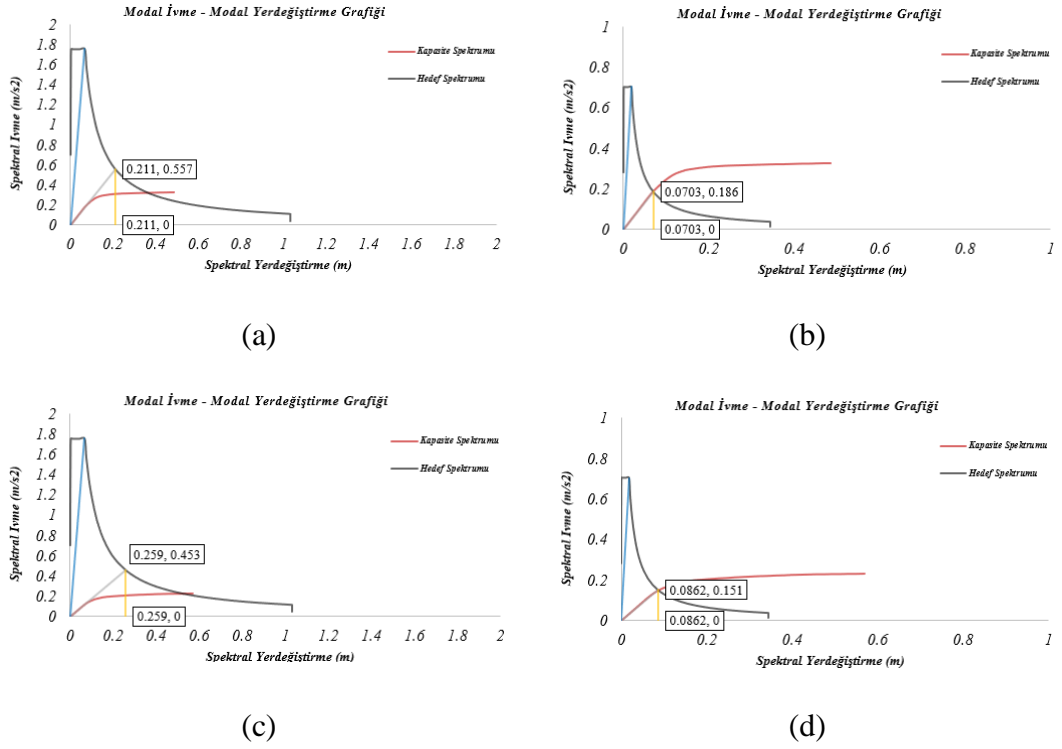 Modal İvme - Modal Yerdeğiştirme Grafiği
Spektral İvme (m/s2)
2
1.8
1.6
1.4
1.2
1
0.8
0.6
0.4
0.2
0
Kapasite Spektrumu
Hedef Spektrumu
0.211, 0.557
0.211, 0
0 0.2 0.4 0.6 0.8 1 1.2 1.4 1.6 1.8 2
Spektral Yerdeğiştirme (m)
(a)
Modal İvme - Modal Yerdeğiştirme Grafiği
Spektral İvme (m/s2)
1
0.8
0.6
0.4
0.2
0
Kapasite Spektrumu
Hedef Spektrumu
0.0703, 0.186
0.0703, 0
0 0.2 0.4 0.6 0.8 1
Spektral Yerdeğiştirme (m)
(b)
Modal İvme - Modal Yerdeğiştirme Grafiği
Spektral İvme (m/s2)
2
1.8
1.6
1.4
1.2
1
0.8
0.6
0.4
0.2
0
Kapasite Spektrumu
Hedef Spektrumu
0.259, 0.453
0.259, 0
0 0.2 0.4 0.6 0.8 1 1.2 1.4 1.6 1.8 2
Spektral Yerdeğiştirme (m)
(c)
Modal İvme - Modal Yerdeğiştirme Grafiği
Spektral İvme (m/s2)
1
0.8
0.6
0.4
0.2
0
Kapasite Spektrumu
Hedef Spektrumu
0.0862, 0.151
0.0862, 0
0 0.2 0.4 0.6 0.8 1
Spektral Yerdeğiştirme (m)
(d)